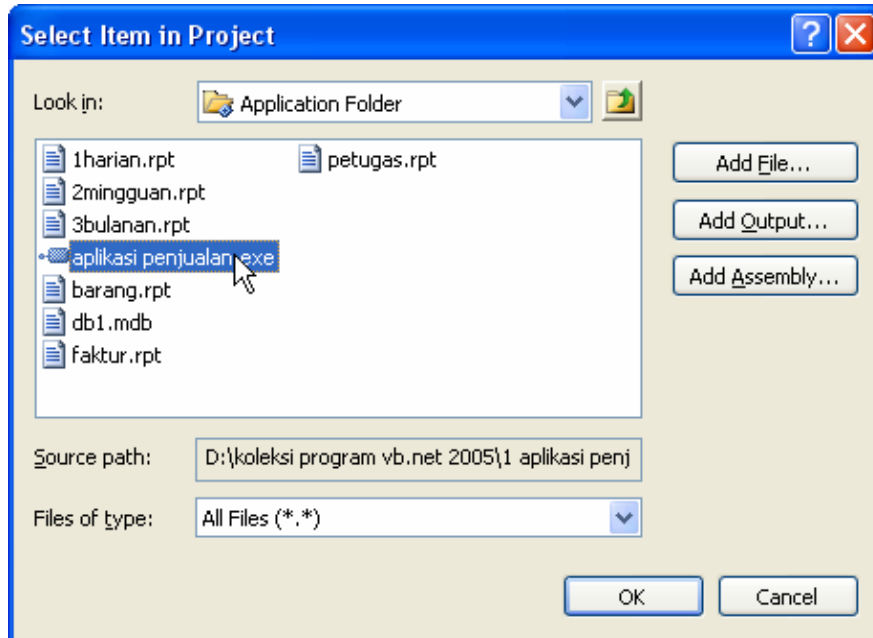 Select Item in Project
Look in:
Application Folder
1harian.rpt
2mingguan.rpt
3bulanan.rpt
aplikasi penjualan.exe
barang.rpt
db1.mdb
faktur.rpt
petugas.rpt
Add File...
Add Output...
Add Assembly...
Source path:
D:\koleksi program vb.net 2005\1 aplikasi penj
Files of type:
All Files (*.*)
OK
Cancel